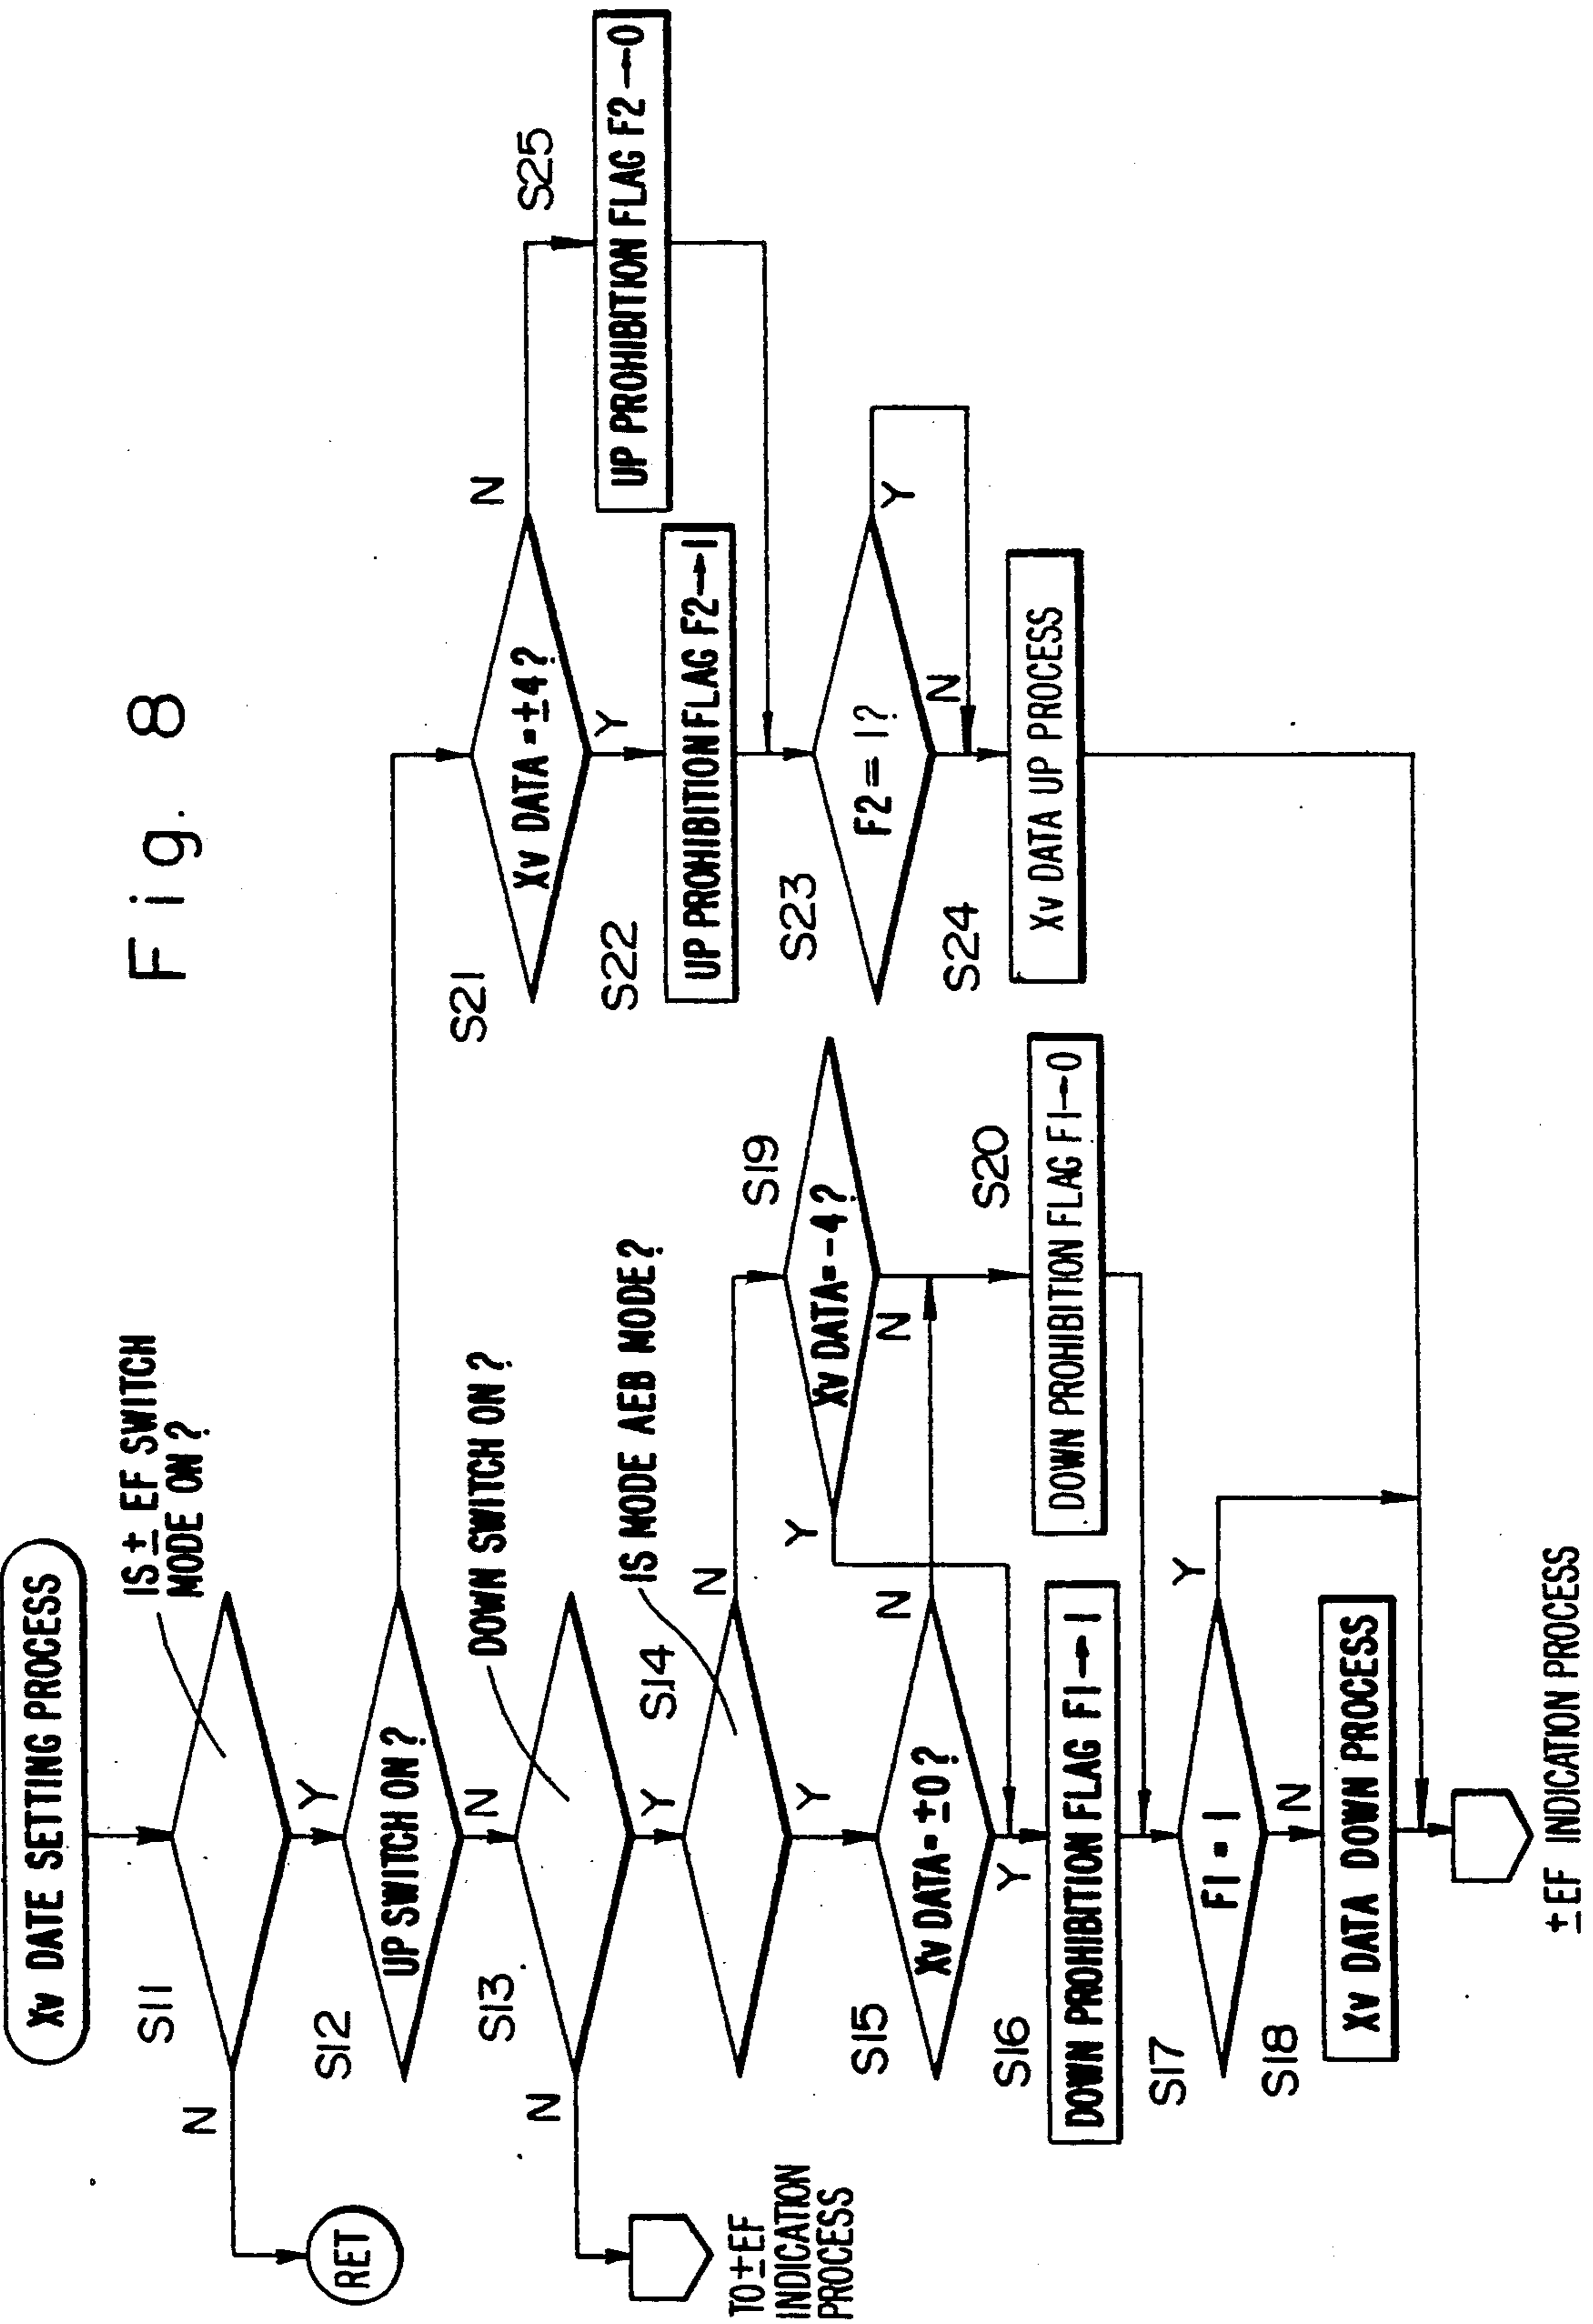 Fig. 8
Xv DATE SETTING PROCESS
S11
IS ± EF SWITCH
MODE ON?
N
RET
Y
S12
UP SWITCH ON?
N
S13
DOWN SWITCH ON?
N
TO ± EF
INDICATION
PROCESS
Y
S14
IS MODE AEB MODE?
N
Y
S15
Xv DATA = ±0?
N
Y
S16
DOWN PROHIBITION FLAG F1←1
S17
F1 = 1
Y
N
S18
Xv DATA DOWN PROCESS
± EF INDICATION PROCESS
S19
Xv DATA = -4?
Y
N
S20
DOWN PROHIBITION FLAG F1←0
S21
Xv DATA = ±4?
N
Y
S22
UP PROHIBITION FLAG F2→1
S23
F2 = 1?
Y
N
S24
Xv DATA UP PROCESS
S25
UP PROHIBITION FLAG F2→0